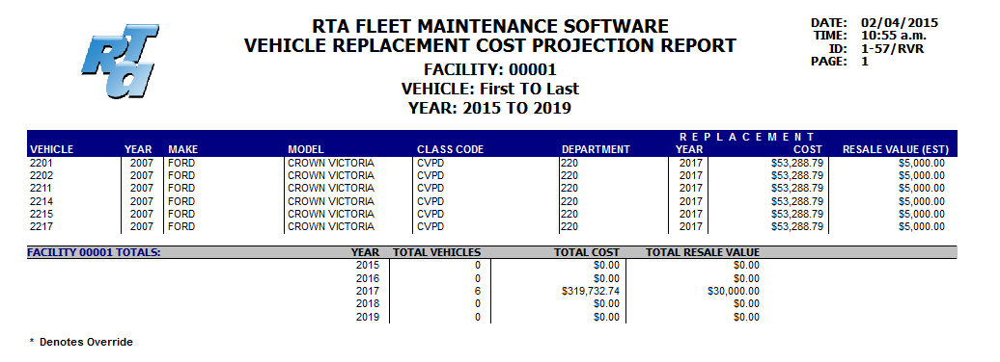 RTA
RTA FLEET MAINTENANCE SOFTWARE
VEHICLE REPLACEMENT COST PROJECTION REPORT
FACILITY: 00001
VEHICLE: First TO Last
YEAR: 2015 TO 2019
DATE: 02/04/2015
TIME: 10:55 a.m.
ID: 1-57/RVR
PAGE: 1
REPLACEMENT
VEHICLE YEAR MAKE MODEL CLASS CODE DEPARTMENT YEAR COST RESALE VALUE (EST)
2201 2007 FORD CROWN VICTORIA CVPD 220 2017 $53,288.79 $5,000.00
2202 2007 FORD CROWN VICTORIA CVPD 220 2017 $53,288.79 $5,000.00
2211 2007 FORD CROWN VICTORIA CVPD 220 2017 $53,288.79 $5,000.00
2214 2007 FORD CROWN VICTORIA CVPD 220 2017 $53,288.79 $5,000.00
2215 2007 FORD CROWN VICTORIA CVPD 220 2017 $53,288.79 $5,000.00
2217 2007 FORD CROWN VICTORIA CVPD 220 2017 $53,288.79 $5,000.00
FACILITY 00001 TOTALS: YEAR TOTAL VEHICLES TOTAL COST TOTAL RESALE VALUE
2015 0 $0.00 $0.00
2016 0 $0.00 $0.00
2017 6 $319,732.74 $30,000.00
2018 0 $0.00 $0.00
2019 0 $0.00 $0.00
* Denotes Override